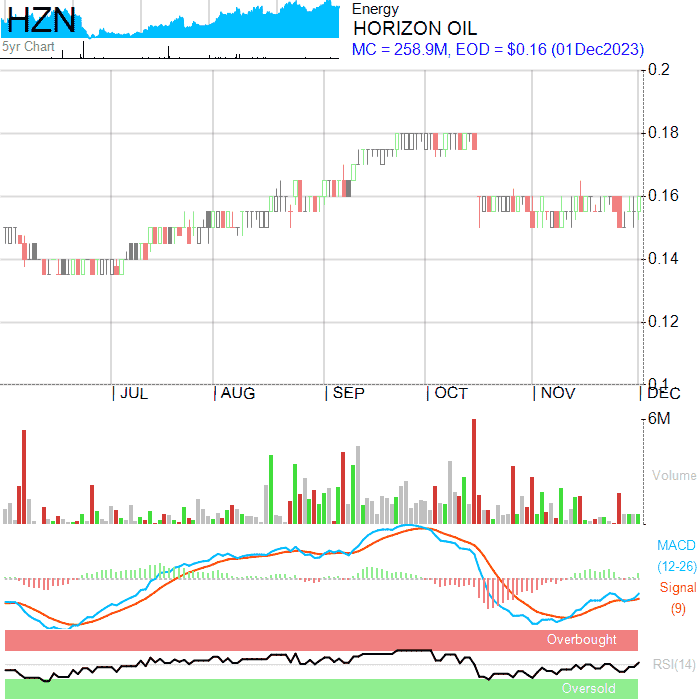 HZN
5yr Chart
Energy
HORIZON OIL
MC = 258.9M, EOD = $0.16 (01Dec2023)
0.2
0.18
0.16
0.14
0.12
0.1
JUL AUG SEP OCT NOV DEC
6M
Volume
MACD
(12-26)
Signal
(9)
Overbought
RSI(14)
Oversold